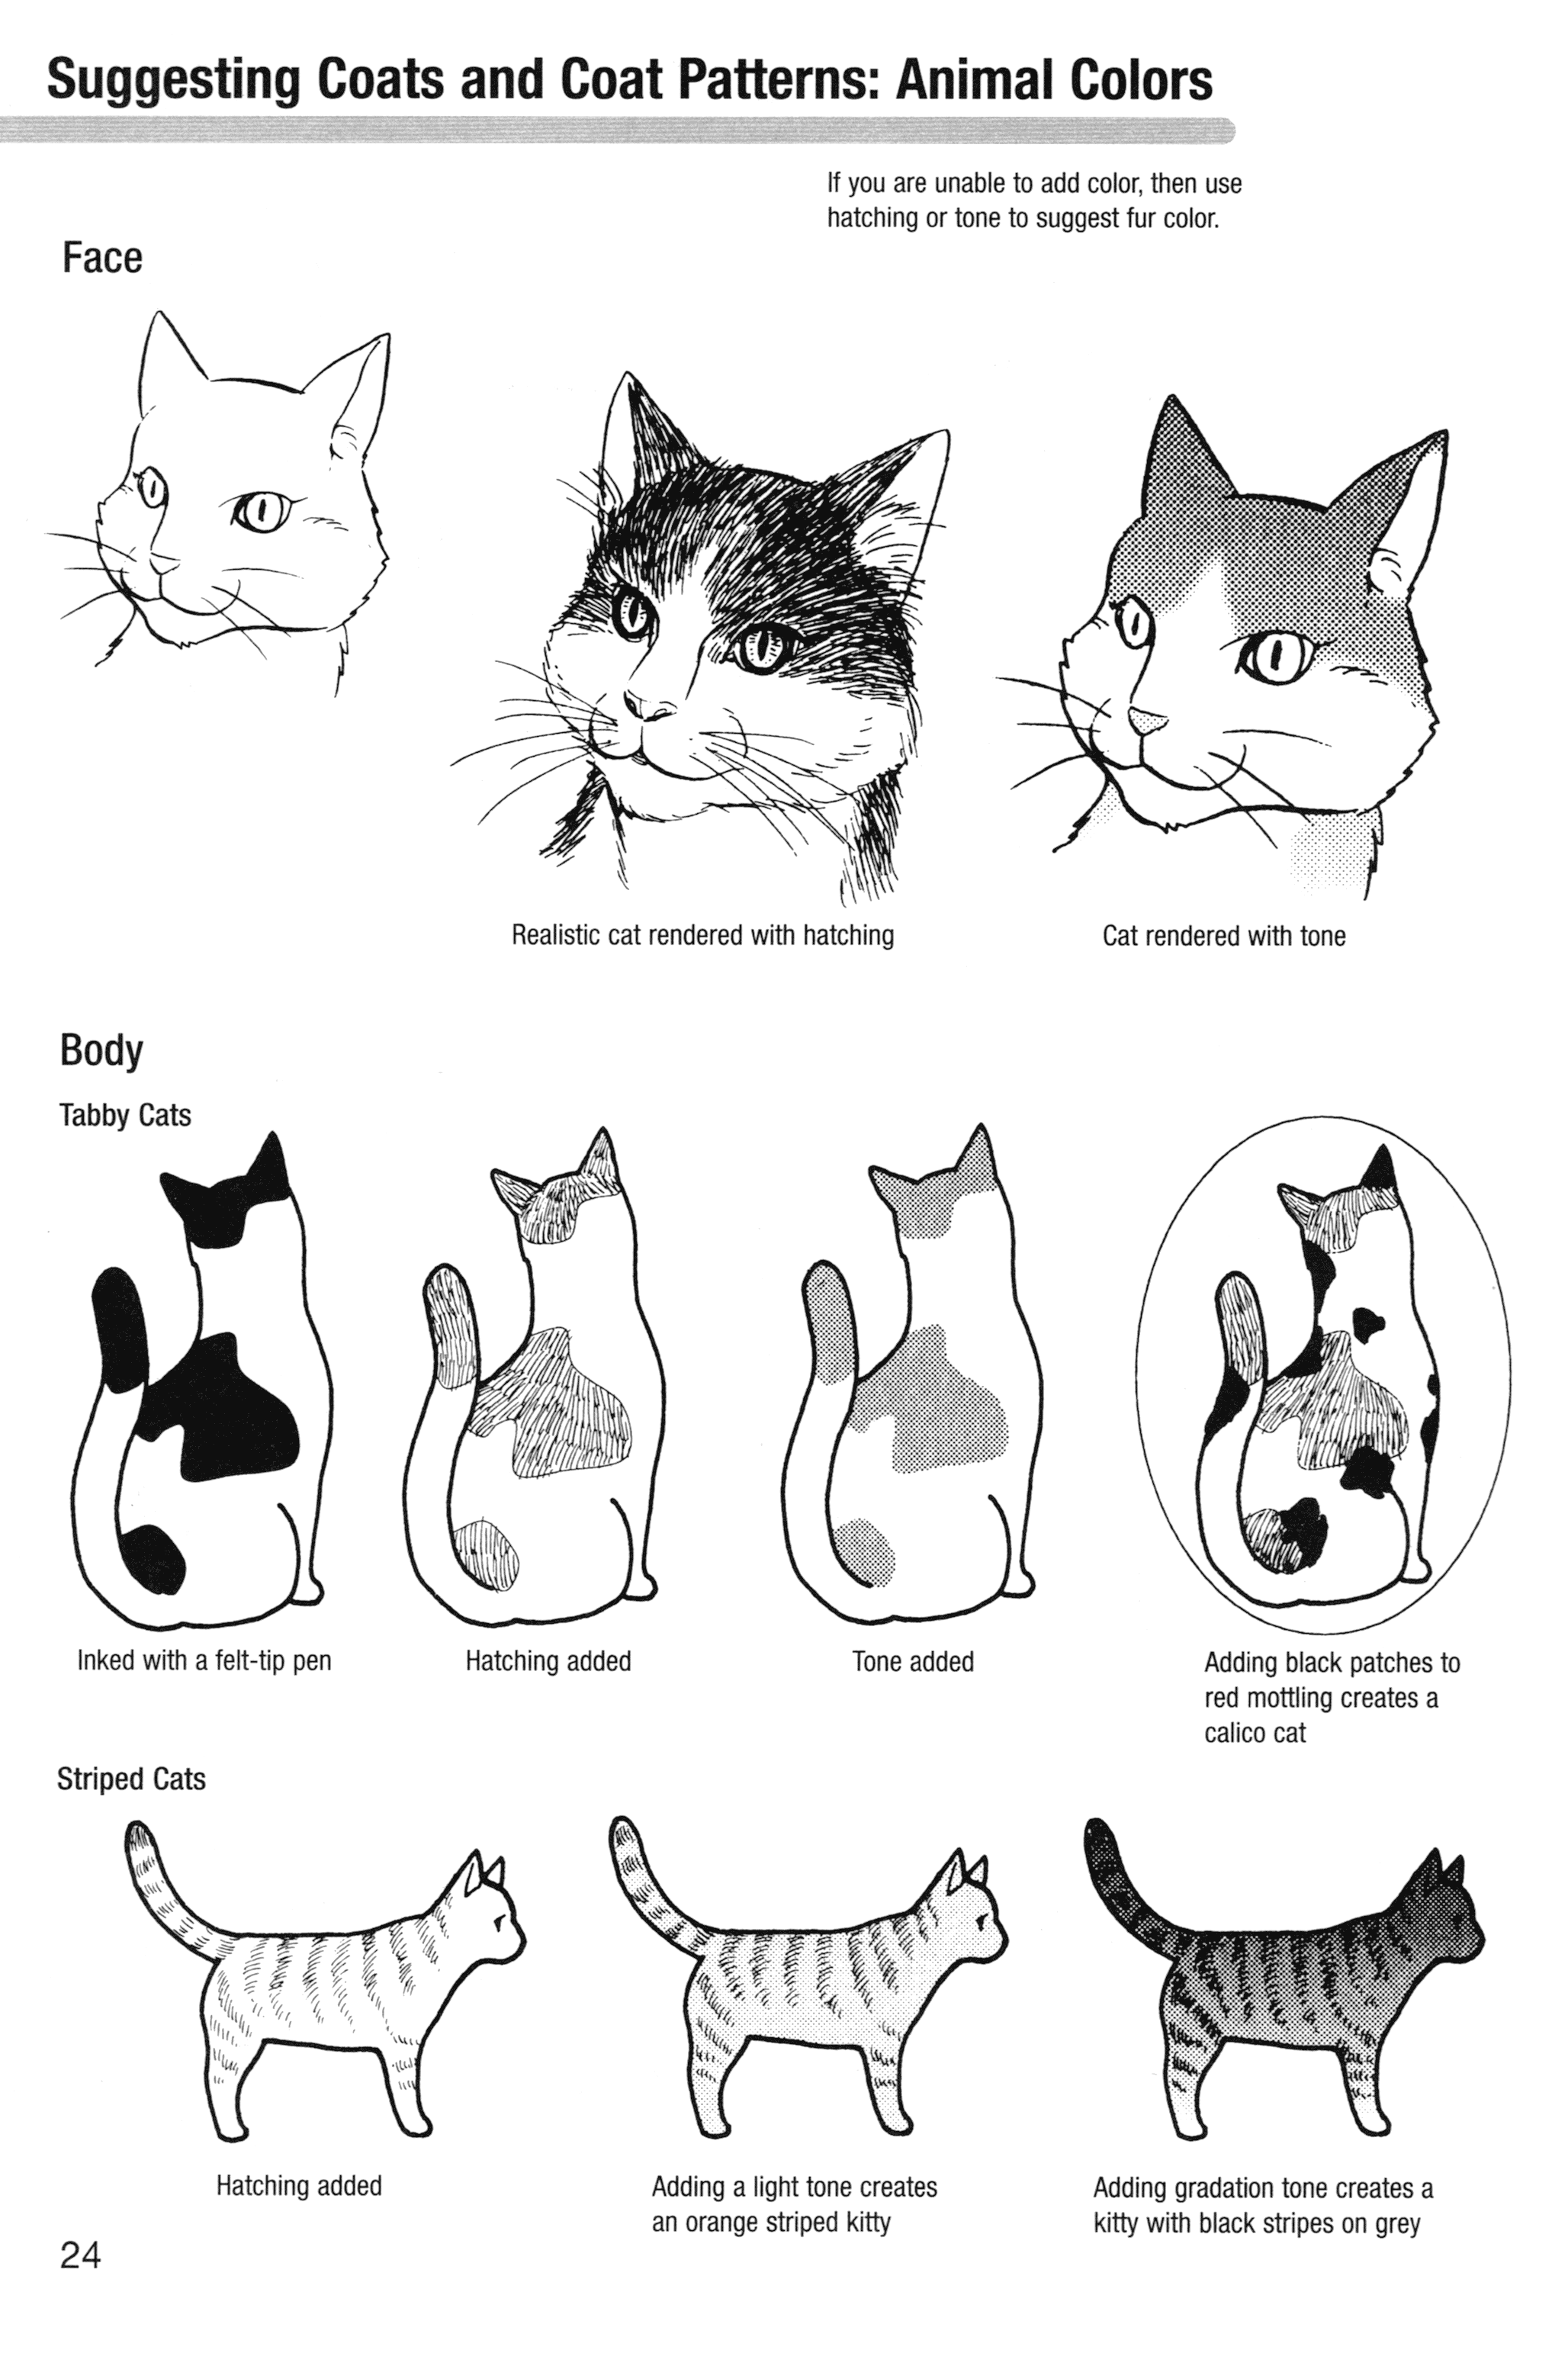 Suggesting Coats and Coat Patterns: Animal Colors
If you are unable to add color, then use
hatching or tone to suggest fur color.
Face
Realistic cat rendered with hatching
Cat rendered with tone
Body
Tabby Cats
Inked with a felt-tip pen
Hatching added
Tone added
Adding black patches to
red mottling creates a
calico cat
Striped Cats
Hatching added
Adding a light tone creates
an orange striped kitty
Adding gradation tone creates a
kitty with black stripes on grey
24